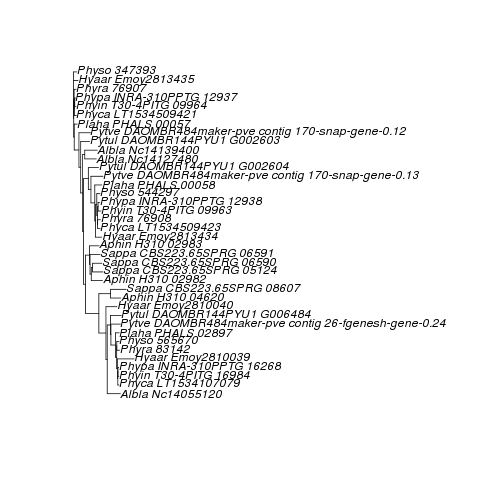 Physo 347393
Hyaar Emoy2813435
Phyra 76907
Phypa INRA-310PPTG 12937
Phyin T30-4PITG 09964
Phyca LT1534509421
Plaha PHALS 00057
Pytve DAOMBR484maker-pve contig 170-snap-gene-0.12
Pytul DAOMBR144PYU1 G002603
Albla Nc14139400
Albla Nc14127480
Pytul DAOMBR144PYU1 G002604
Pytve DAOMBR484maker-pve contig 170-snap-gene-0.13
Plaha PHALS 00058
Physo 544297
Phypa INRA-310PPTG 12938
Phyin T30-4PITG 09963
Phyra 76908
Phyca LT1534509423
Hyaar Emoy2813434
Aphin H310 02983
Sappa CBS223.65SPRG 06591
Sappa CBS223.65SPRG 06590
Sappa CBS223.65SPRG 05124
Aphin H310 02982
Sappa CBS223.65SPRG 08607
Aphin H310 04620
Hyaar Emoy2810040
Pytul DAOMBR144PYU1 G006484
Pytve DAOMBR484maker-pve contig 26-fgenesh-gene-0.24
Plaha PHALS 02897
Physo 565670
Phyra 83142
Hyaar Emoy2810039
Phypa INRA-310PPTG 16268
Phyin T30-4PITG 16984
Phyca LT1534107079
Albla Nc14055120